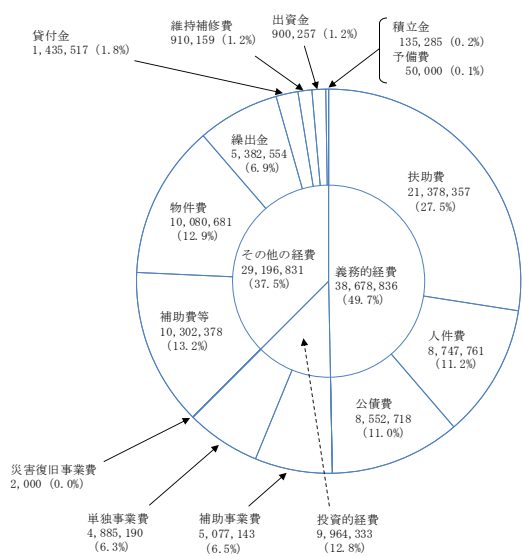 貸付金
1,435,517 (1.8%)
維持補修費
910,159 (1.2%)
出資金
900,257 (1.2%)
積立金
135,285 (0.2%)
予備費
50,000 (0.1%)
繰出金
5,382,554
(6.9%)
扶助費
21,378,357
(27.5%)
物件費
10,080,681
(12.9%)
その他の経費
29,196,831
(37.5%)
義務的経費
38,678,836
(49.7%)
補助費等
10,302,378
(13.2%)
人件費
8,747,761
(11.2%)
公債費
8,552,718
(11.0%)
災害復旧事業費
2,000 (0.0%)
単独事業費
4,885,190
(6.3%)
補助事業費
5,077,143
(6.5%)
投資的経費
9,964,333
(12.8%)